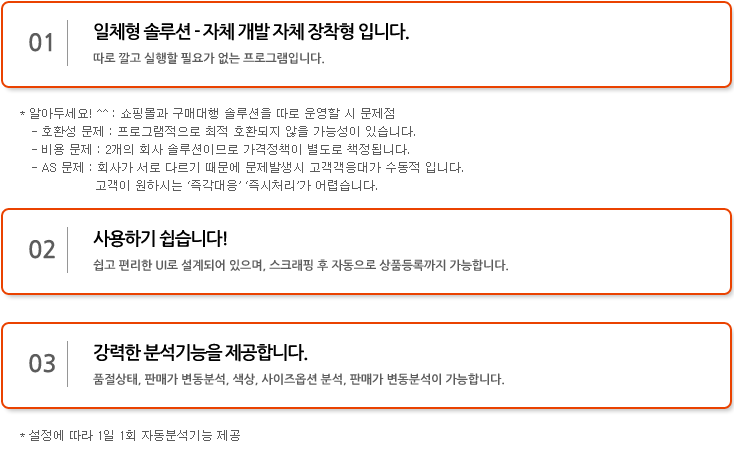 01
일체형 솔루션 - 자체 개발 자체 장착형 입니다.
따로 깔고 실행할 필요가 없는 프로그램입니다.
* 알아두세요! ^^ : 쇼핑몰과 구매대행 솔루션을 따로 운영할 시 문제점
- 호환성 문제 : 프로그램적으로 최적 호환되지 않을 가능성이 있습니다.
- 비용 문제 : 2개의 회사 솔루션이므로 가격정책이 별도로 책정됩니다.
- AS 문제 : 회사가 서로 다르기 때문에 문제발생시 고객객응대가 수동적 입니다.
고객이 원하시는 ‘즉각대응’ ‘즉시처리’가 어렵습니다.
02
사용하기 쉽습니다!
쉽고 편리한 UI로 설계되어 있으며, 스크래핑 후 자동으로 상품등록까지 가능합니다.
03
강력한 분석기능을 제공합니다.
품절상태, 판매가 변동분석, 색상, 사이즈옵션 분석, 판매가 변동분석이 가능합니다.
* 설정에 따라 1일 1회 자동분석기능 제공